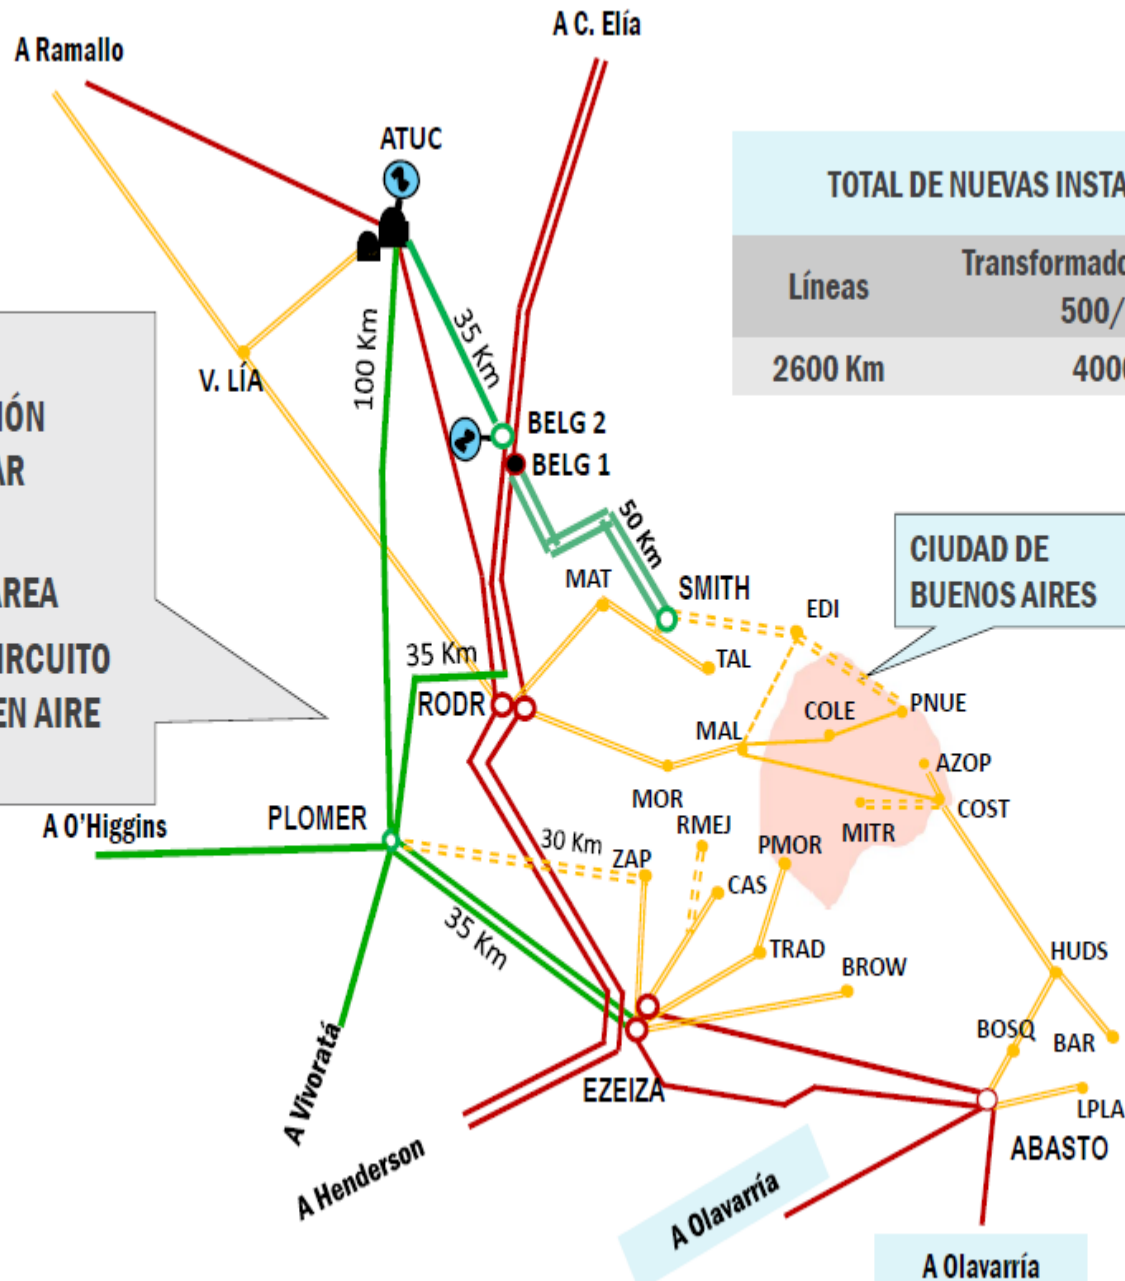 A C. Elía
A Ramallo
ATUC
TOTAL DE NUEVAS INSTA
Líneas
Transformado
500/
2600 Km
400
100 Km
35 Km
V. LÍA
IÓN
AR
AREA
IRCUITO
EN AIRE
BELG 2
BELG 1
50 Km
CIUDAD DE
BUENOS AIRES
MAT
SMITH
EDI
TAL
35 Km
RODR
MAL
COLE
PNUE
AZOP
COST
MOR
MITR
RMEJ
A O'Higgins
PLOMER
30 Km
ZAP
PMOR
CAS
35 Km
TRAD
BROW
HUDS
BOSQ
BAR
A Vivoratá
EZEIZA
LPLA
ABASTO
A Henderson
A Olavarría
A Olavarría